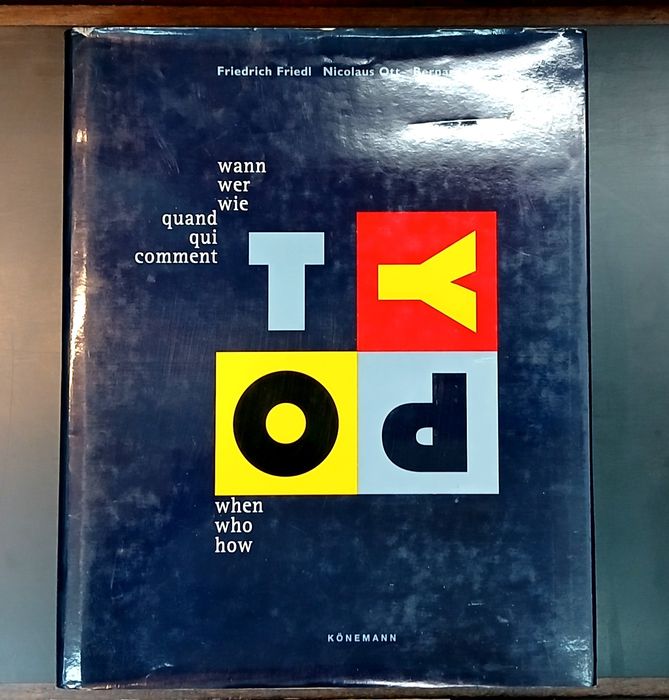 Friedrich Friedl Nicolaus Ott
wann
wer
wie
quand
qui
comment
T Y
O P
when
who
how
KÖNEMANN